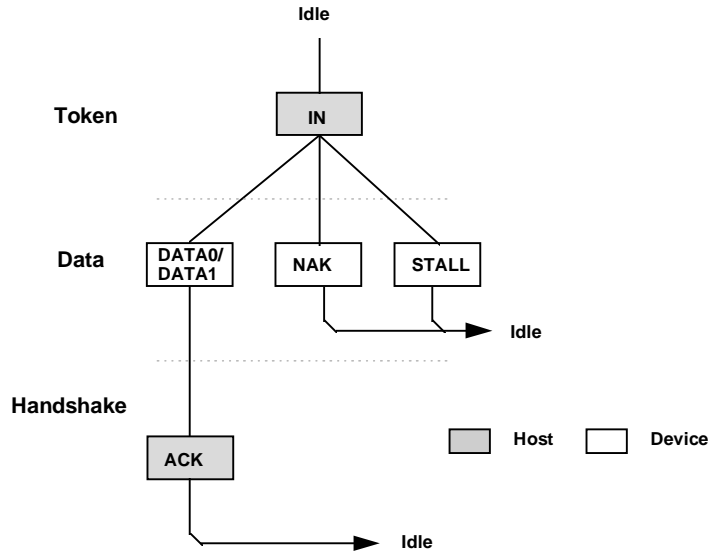 Idle
Token
IN
Data
DATA0/
DATA1
NAK
STALL
Idle
Handshake
ACK
Host
Device
Idle